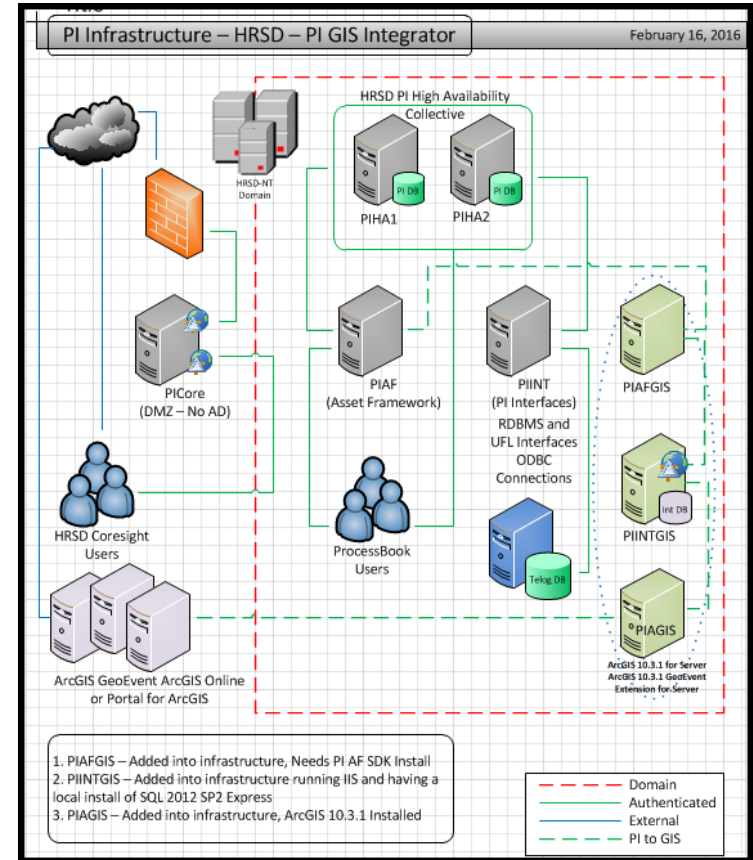 PI Infrastructure – HRSD – PI GIS Integrator
February 16, 2016
HRSD PI High Availability
Collective
HRSD-NT
Domain
PI DB
PI DB
PIHA1
PIHA2
PICore
(DMZ – No AD)
PIAF
(Asset Framework)
PIINT
(PI Interfaces)
RDBMS and
UFL Interfaces
ODBC
Connections
PIAFGIS
Int DB
PIINTGIS
HRSD Coresight
Users
ProcessBook
Users
Telog DB
PIAGIS
ArcGIS 10.3.1 for Server
ArcGIS 10.3.1 GeoEvent
Extension for Server
ArcGIS GeoEvent ArcGIS Online
or Portal for ArcGIS
1. PIAFGIS – Added into infrastructure, Needs PI AF SDK Install
2. PIINTGIS – Added into infrastructure running IIS and having a
local install of SQL 2012 SP2 Express
3. PIAGIS – Added into infrastructure, ArcGIS 10.3.1 Installed
Domain
Authenticated
External
PI to GIS